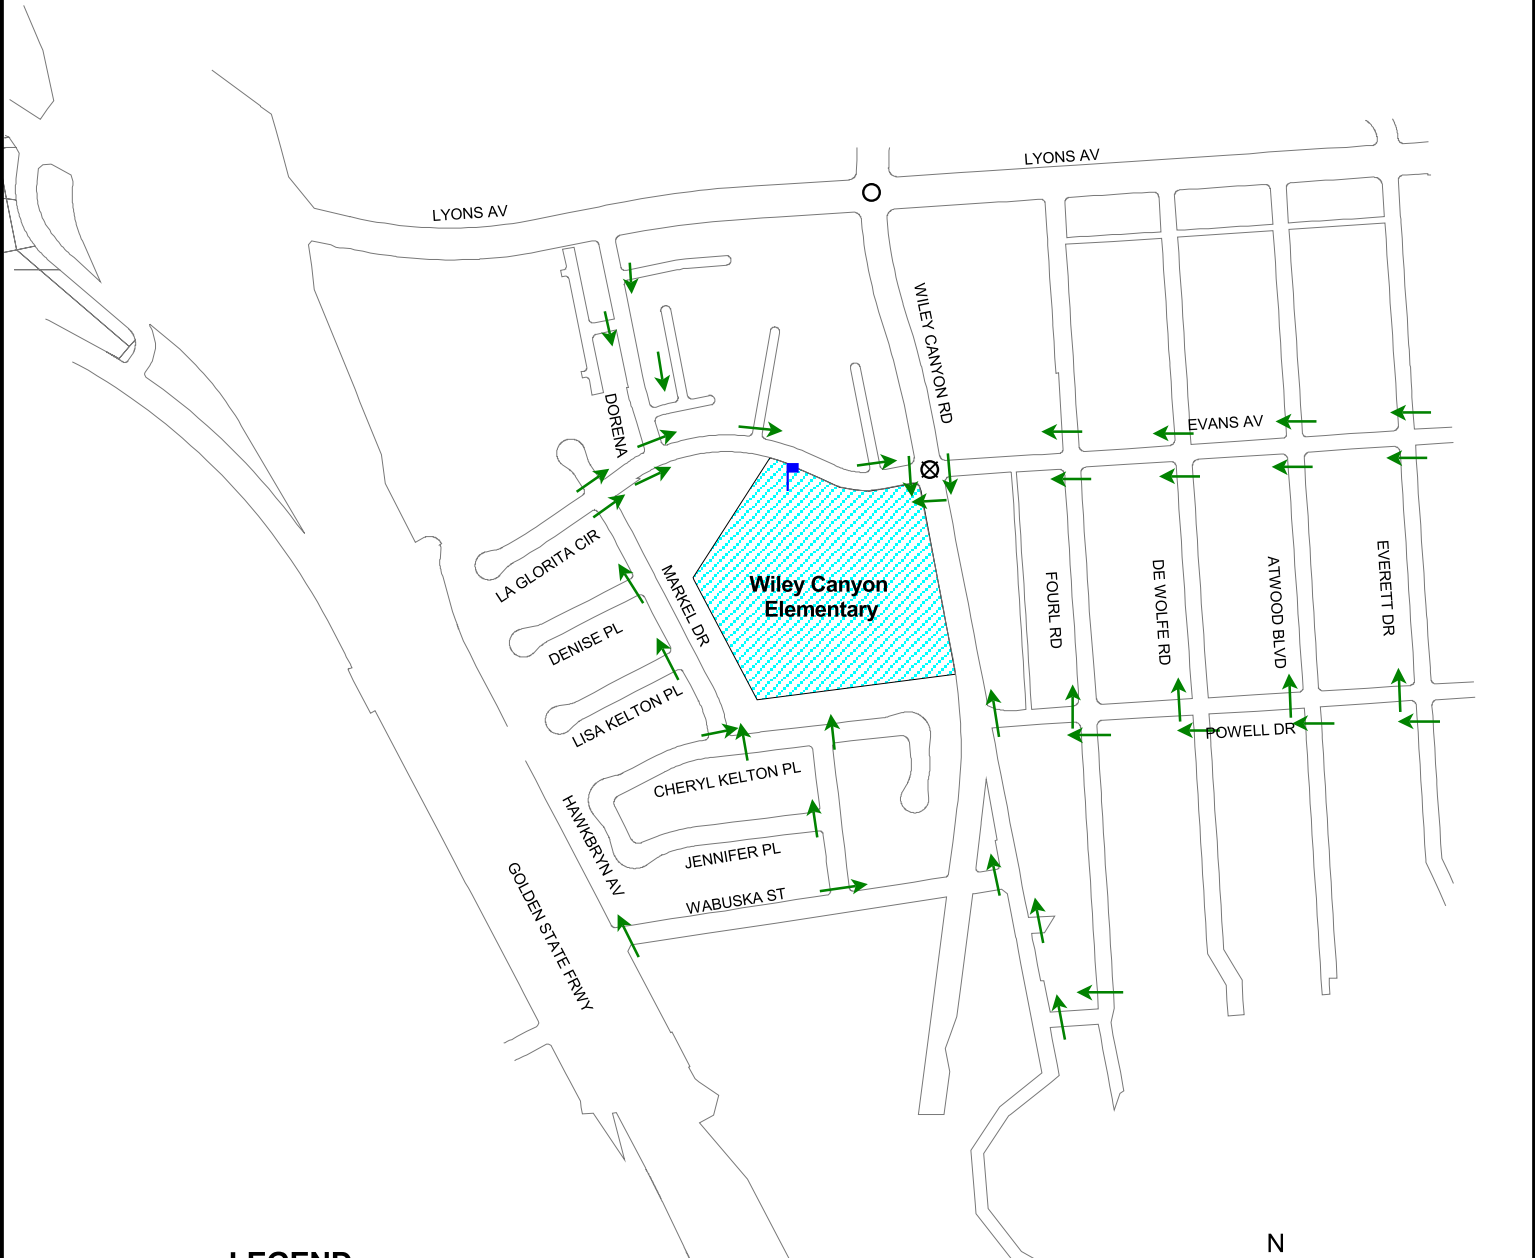 LYONS AV
LYONS AV
WILEY CANYON RD
DORENA
EVANS AV
LA GLORITA CIR
MARKEL DR
Wiley Canyon
Elementary
FOURL RD
DE WOLFE RD
ATWOOD BLVD
EVERETT DR
DENISE PL
LISA KELTON PL
POWELL DR
CHERYL KELTON PL
HAWKBRYN AV
JENNIFER PL
WABUSKA ST
GOLDEN STATE FRWY
N
LEGEND